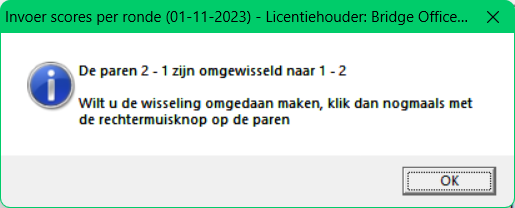 Invoer scores per ronde (01-11-2023) - Licentiehouder: Bridge Office...
De paren 2 - 1 zijn omgewisseld naar 1 - 2
Wilt u de wisseling omgedaan maken, klik dan nogmaals met
de rechtermuisknop op de paren
OK